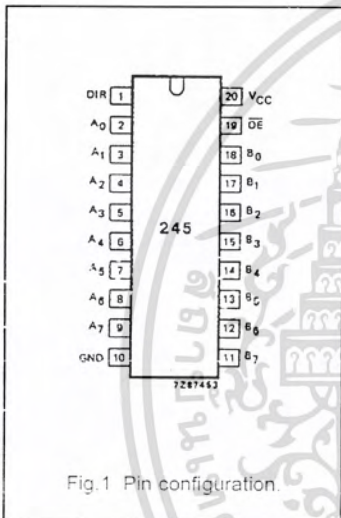 DIR 1 20 VCC
A0 2 19 OE
A1 3 18 B0
A2 4 17 B1
A3 5 16 B2
A4 6 15 B3
A5 7 14 B4
A6 8 13 B5
A7 9 12 B6
GND 10 11 B7
245
7Z87453
Fig.1 Pin configuration.